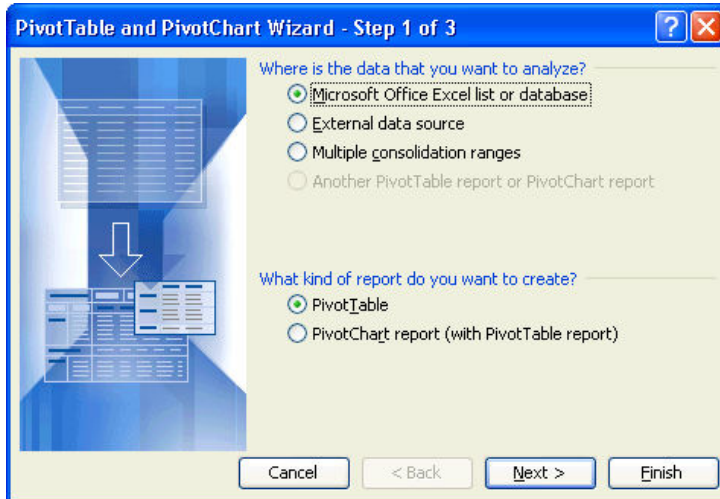 PivotTable and PivotChart Wizard - Step 1 of 3
Where is the data that you want to analyze?
Microsoft Office Excel list or database
External data source
Multiple consolidation ranges
Another PivotTable report or PivotChart report
What kind of report do you want to create?
PivotTable
PivotChart report (with PivotTable report)
Cancel < Back Next > Finish